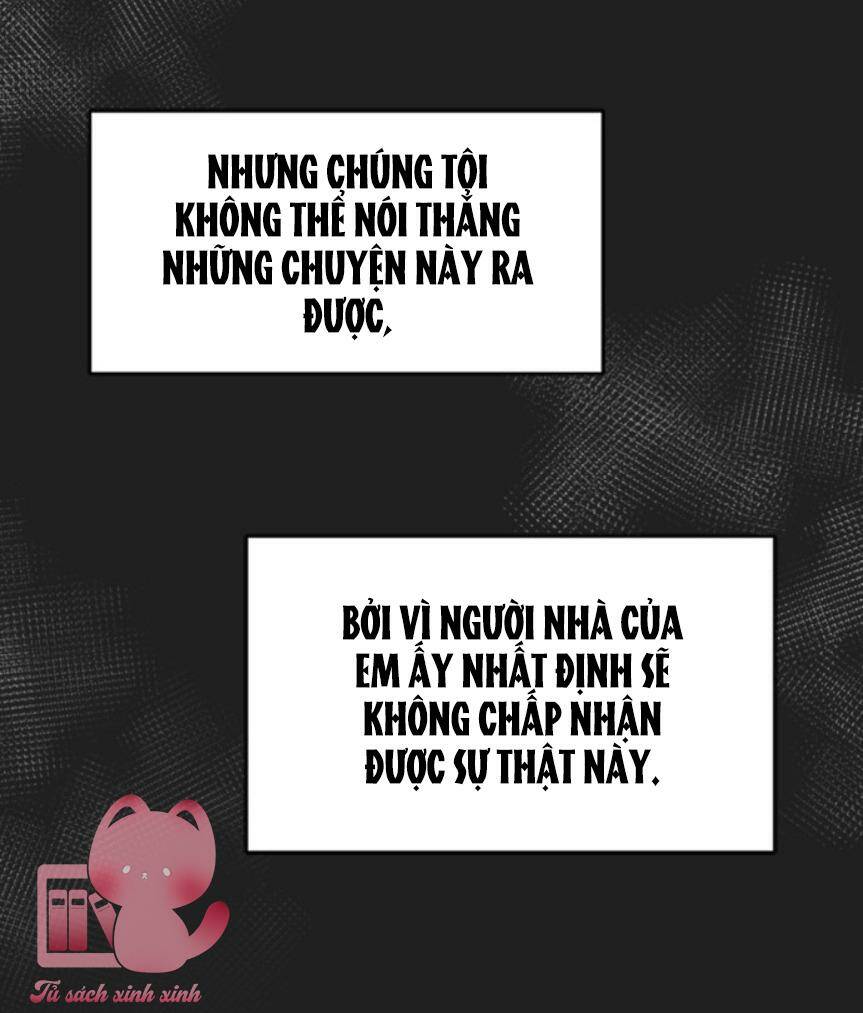 NHƯNG CHÚNG TÔI
KHÔNG THỂ NÓI THẲNG
NHỮNG CHUYỆN NÀY RA
ĐƯỢC,
BỞI VÌ NGƯỜI NHÀ CỦA
EM ẤY NHẤT ĐỊNH SẼ
KHÔNG CHẤP NHẬN
ĐƯỢC SỰ THẬT NÀY.
Tủ sách xinh xinh